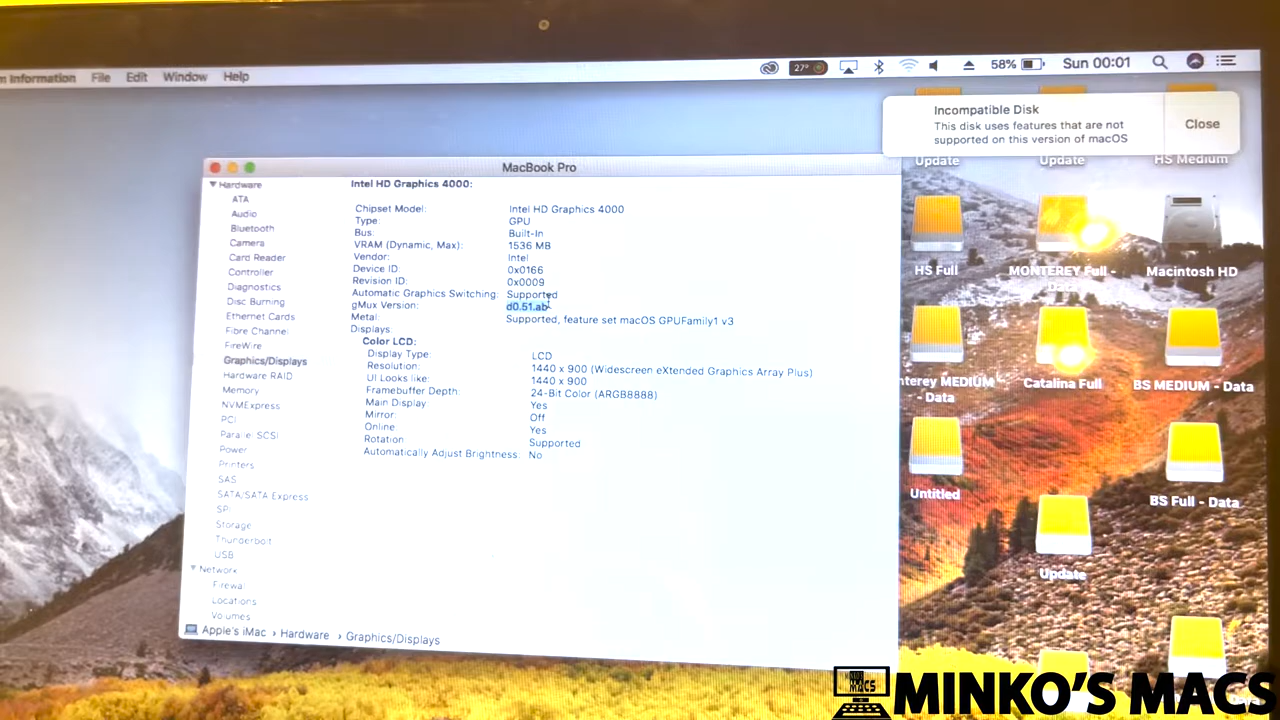 m Information File Edit Window Help
27° 58% Sun 00:01
Incompatible Disk
This disk uses features that are not
supported on this version of macOS
Close
Update
Update
HS Medium
MacBook Pro
Hardware
ATA
Audio
Bluetooth
Camera
Card Reader
Controller
Diagnostics
Disc Burning
Ethernet Cards
Fibre Channel
FireWire
Graphics/Displays
Hardware RAID
Memory
NVMExpress
PCI
Parallel SCSI
Power
Printers
SAS
SATA/SATA Express
SPI
Storage
Thunderbolt
USB
Network
Firewall
Locations
Volumes
Intel HD Graphics 4000:
Chipset Model: Intel HD Graphics 4000
Type: GPU
Bus: Built-In
VRAM (Dynamic, Max): 1536 MB
Vendor: Intel
Device ID: 0x0166
Revision ID: 0x0009
Automatic Graphics Switching: Supported
gMux Version: d0.51.ab
Metal: Supported, feature set macOS GPUFamily1 v3
Displays:
Color LCD:
Display Type: LCD
Resolution: 1440 x 900 (Widescreen eXtended Graphics Array Plus)
UI Looks like: 1440 x 900
Framebuffer Depth: 24-Bit Color (ARGB8888)
Main Display: Yes
Mirror: Off
Online: Yes
Rotation: Supported
Automatically Adjust Brightness: No
Apple's iMac › Hardware › Graphics/Displays
HS Full
MONTEREY Full -
Data
Macintosh HD
nterey MEDIUM
- Data
Catalina Full
BS MEDIUM - Data
Untitled
BS Full - Data
Update
MACS
MINKO'S MACS